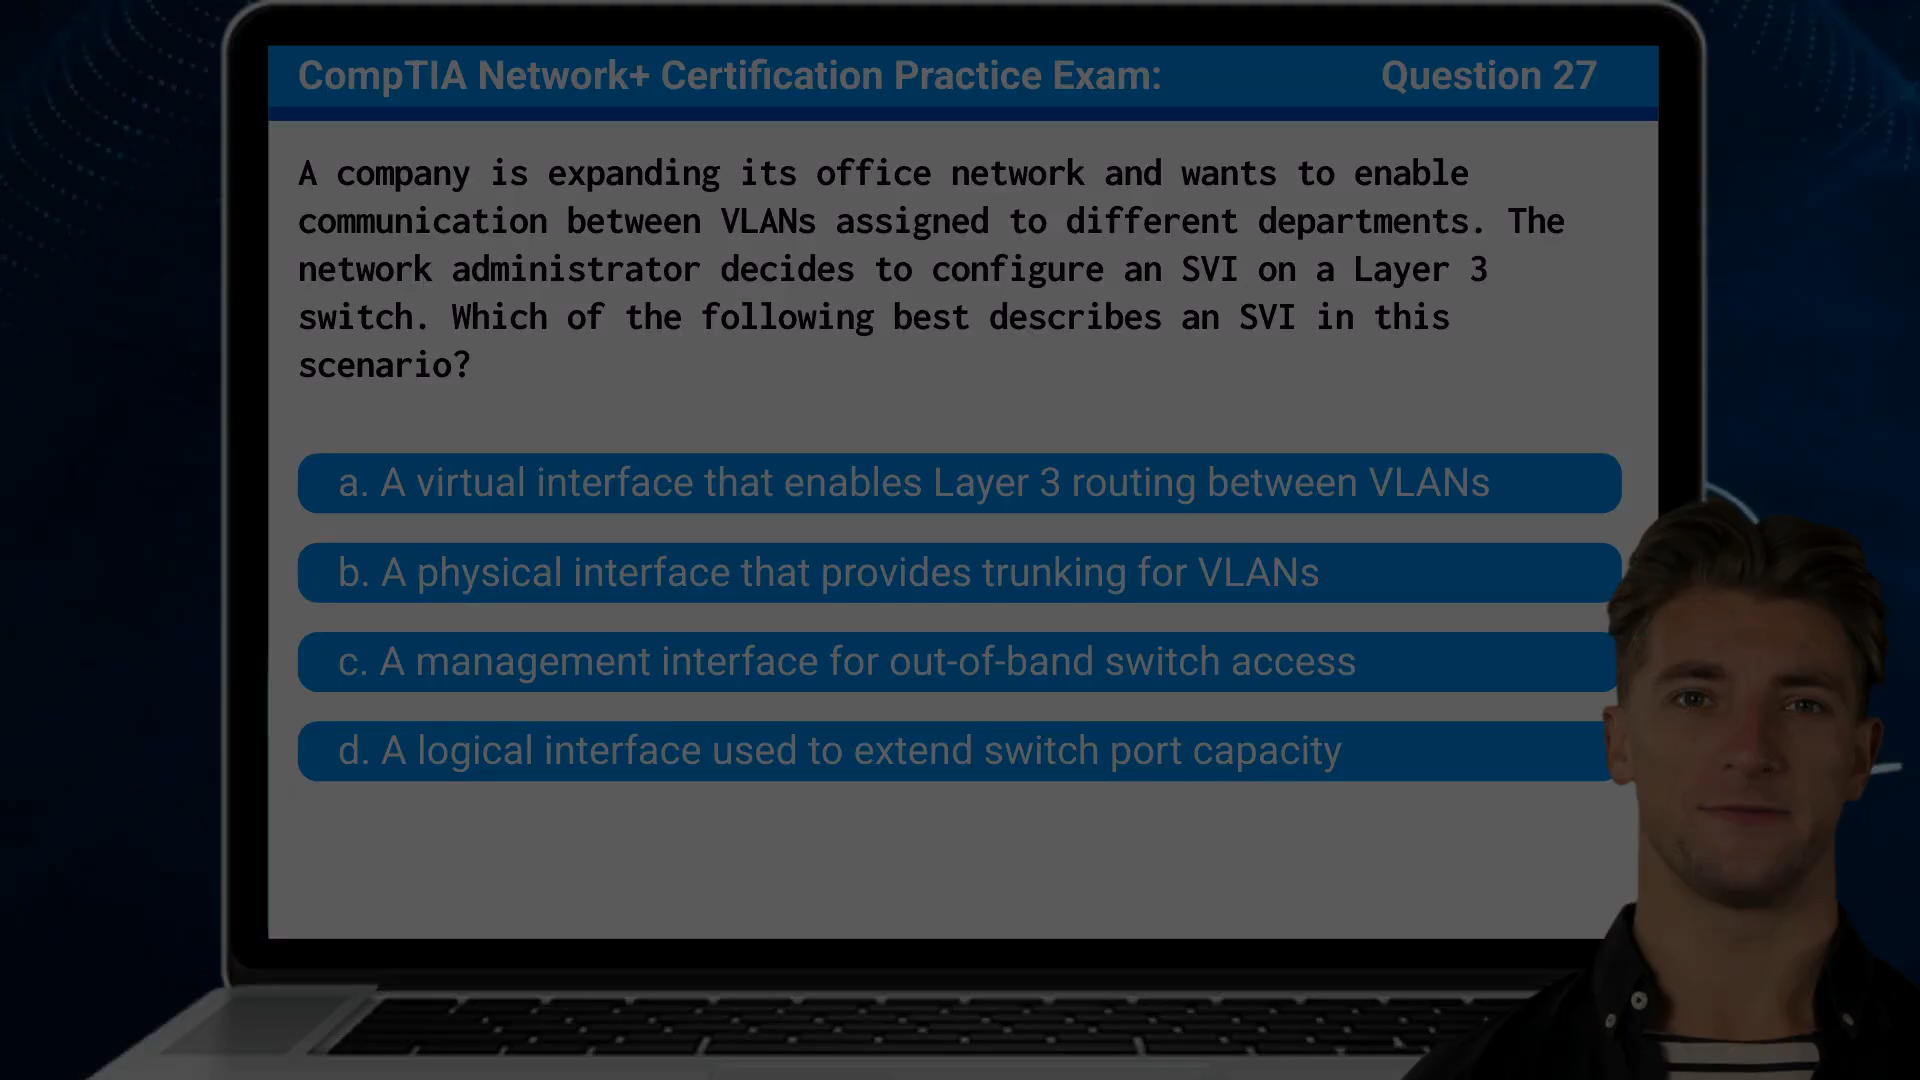 CompTIA Network+ Certification Practice Exam: Question 27
A company is expanding its office network and wants to enable
communication between VLANs assigned to different departments. The
network administrator decides to configure an SVI on a Layer 3
switch. Which of the following best describes an SVI in this
scenario?
a. A virtual interface that enables Layer 3 routing between VLANs
b. A physical interface that provides trunking for VLANs
c. A management interface for out-of-band switch access
d. A logical interface used to extend switch port capacity